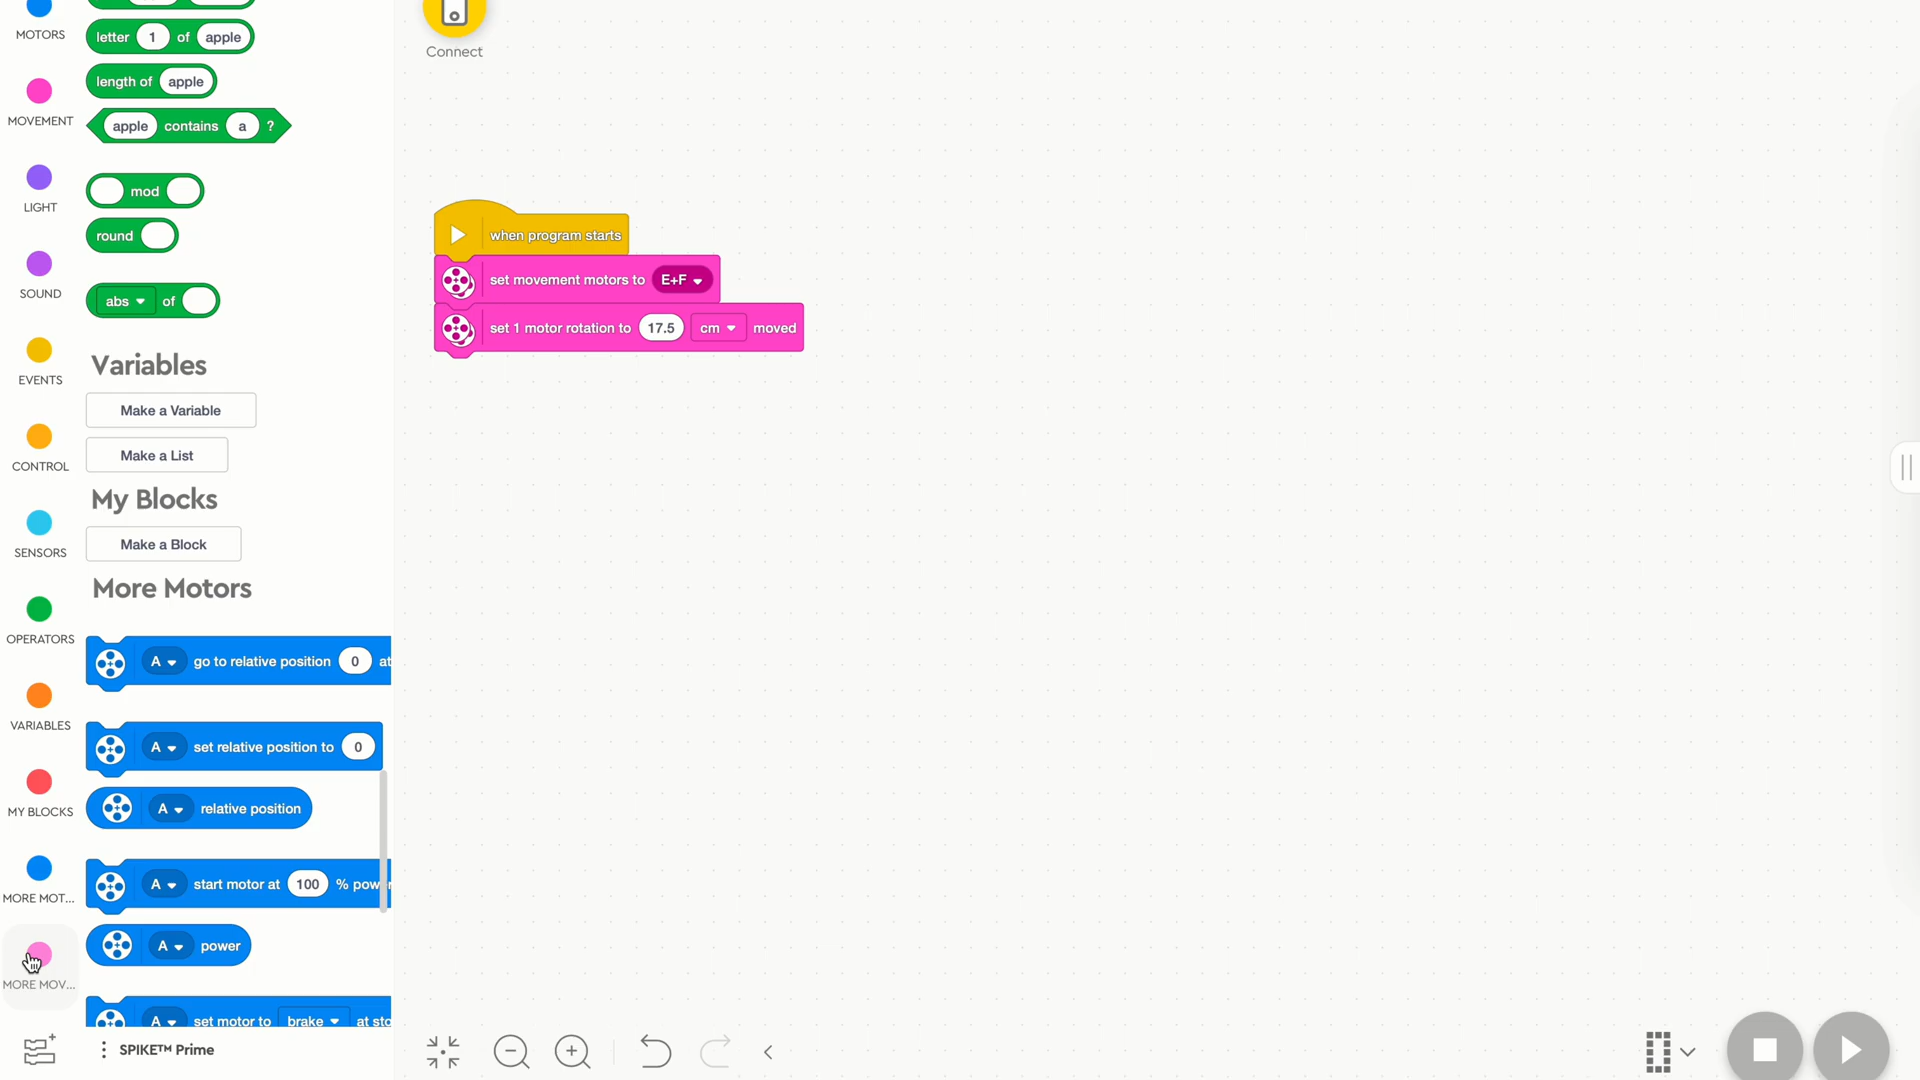 MOTORS
MOVEMENT
LIGHT
SOUND
EVENTS
CONTROL
SENSORS
OPERATORS
VARIABLES
MY BLOCKS
MORE MOT...
MORE MOV...
letter 1 of apple
length of apple
apple contains a ?
mod
round
abs of
Variables
Make a Variable
Make a List
My Blocks
Make a Block
More Motors
A go to relative position 0 at
A set relative position to 0
A relative position
A start motor at 100 % power
A power
A set motor to brake at sto
SPIKE™ Prime
Connect
when program starts
set movement motors to E+F
set 1 motor rotation to 17.5 cm moved